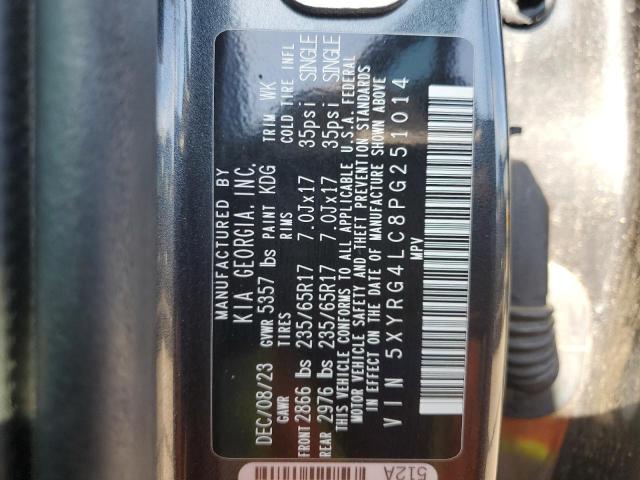 MANUFACTURED BY
KIA GEORGIA, INC.
DEC/08/23 GVWR 5357 lbs PAINT KDG TRIM WK
GAWR TIRES RIMS COLD TIRE INFL
FRONT 2866 lbs 235/65R17 7.0Jx17 35psi SINGLE
REAR 2976 lbs 235/65R17 7.0Jx17 35psi SINGLE
THIS VEHICLE CONFORMS TO ALL APPLICABLE U.S.A. FEDERAL
MOTOR VEHICLE SAFETY AND THEFT PREVENTION STANDARDS
IN EFFECT ON THE DATE OF MANUFACTURE SHOWN ABOVE
VIN 5XYRG4LC8PG251014
MPV
512A